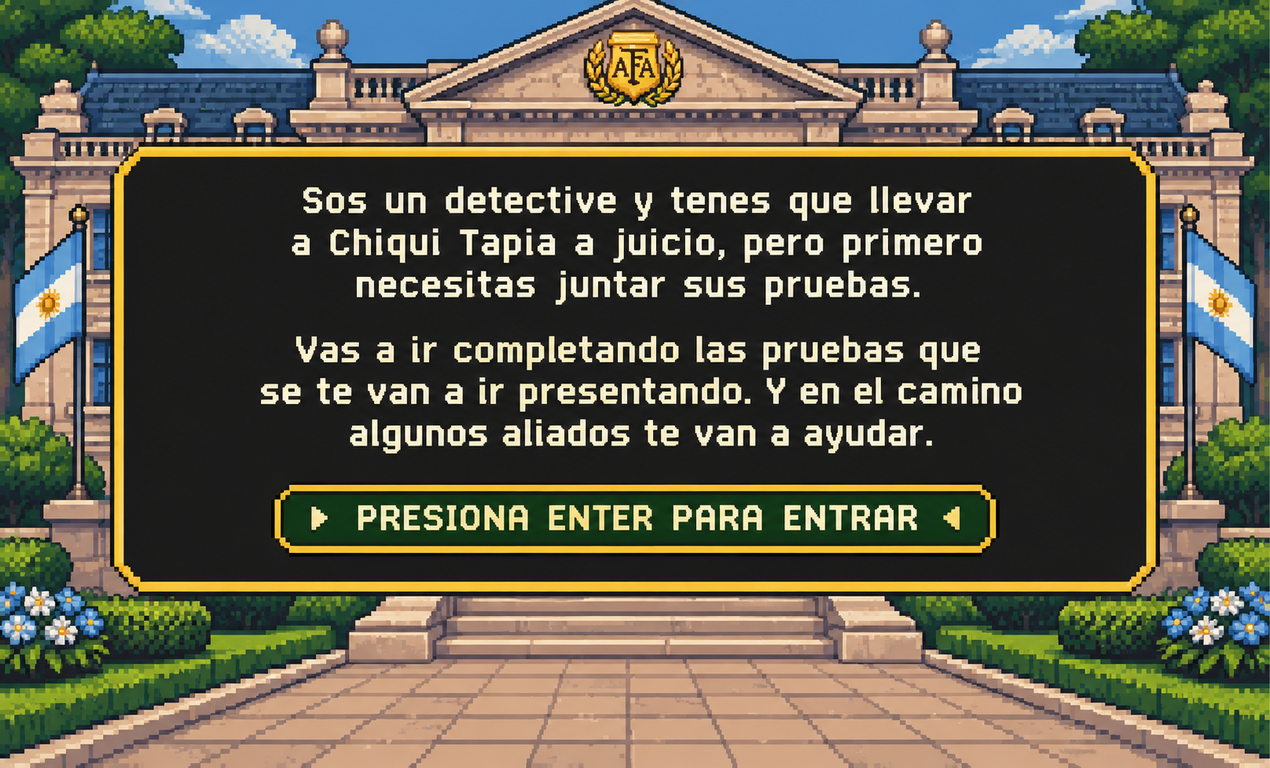 AFA
Sos un detective y tenes que llevar
a Chiqui Tapia a juicio, pero primero
necesitas juntar sus pruebas.
Vas a ir completando las pruebas que
se te van a ir presentando. Y en el camino
algunos aliados te van a ayudar.
PRESIONA ENTER PARA ENTRAR